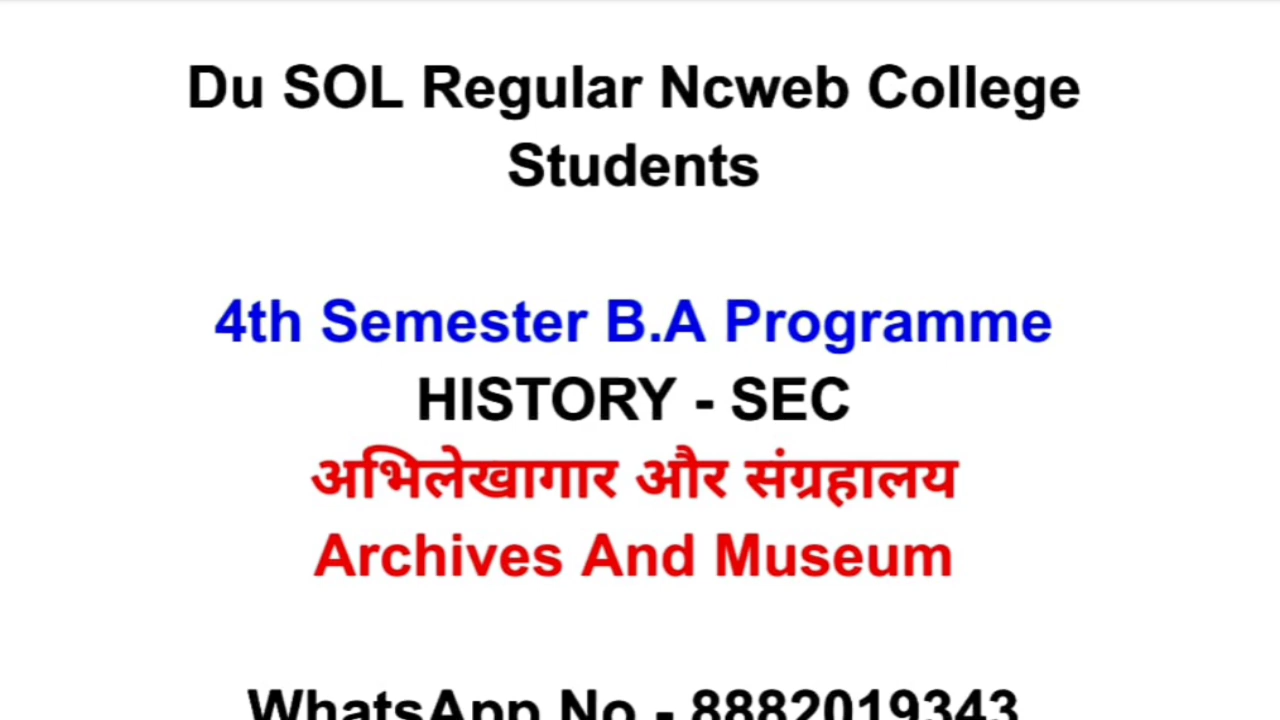 Du SOL Regular Ncweb College
Students
4th Semester B.A Programme
HISTORY - SEC
अभिलेखागार और संग्रहालय
Archives And Museum
WhatsApp No - 8882019343